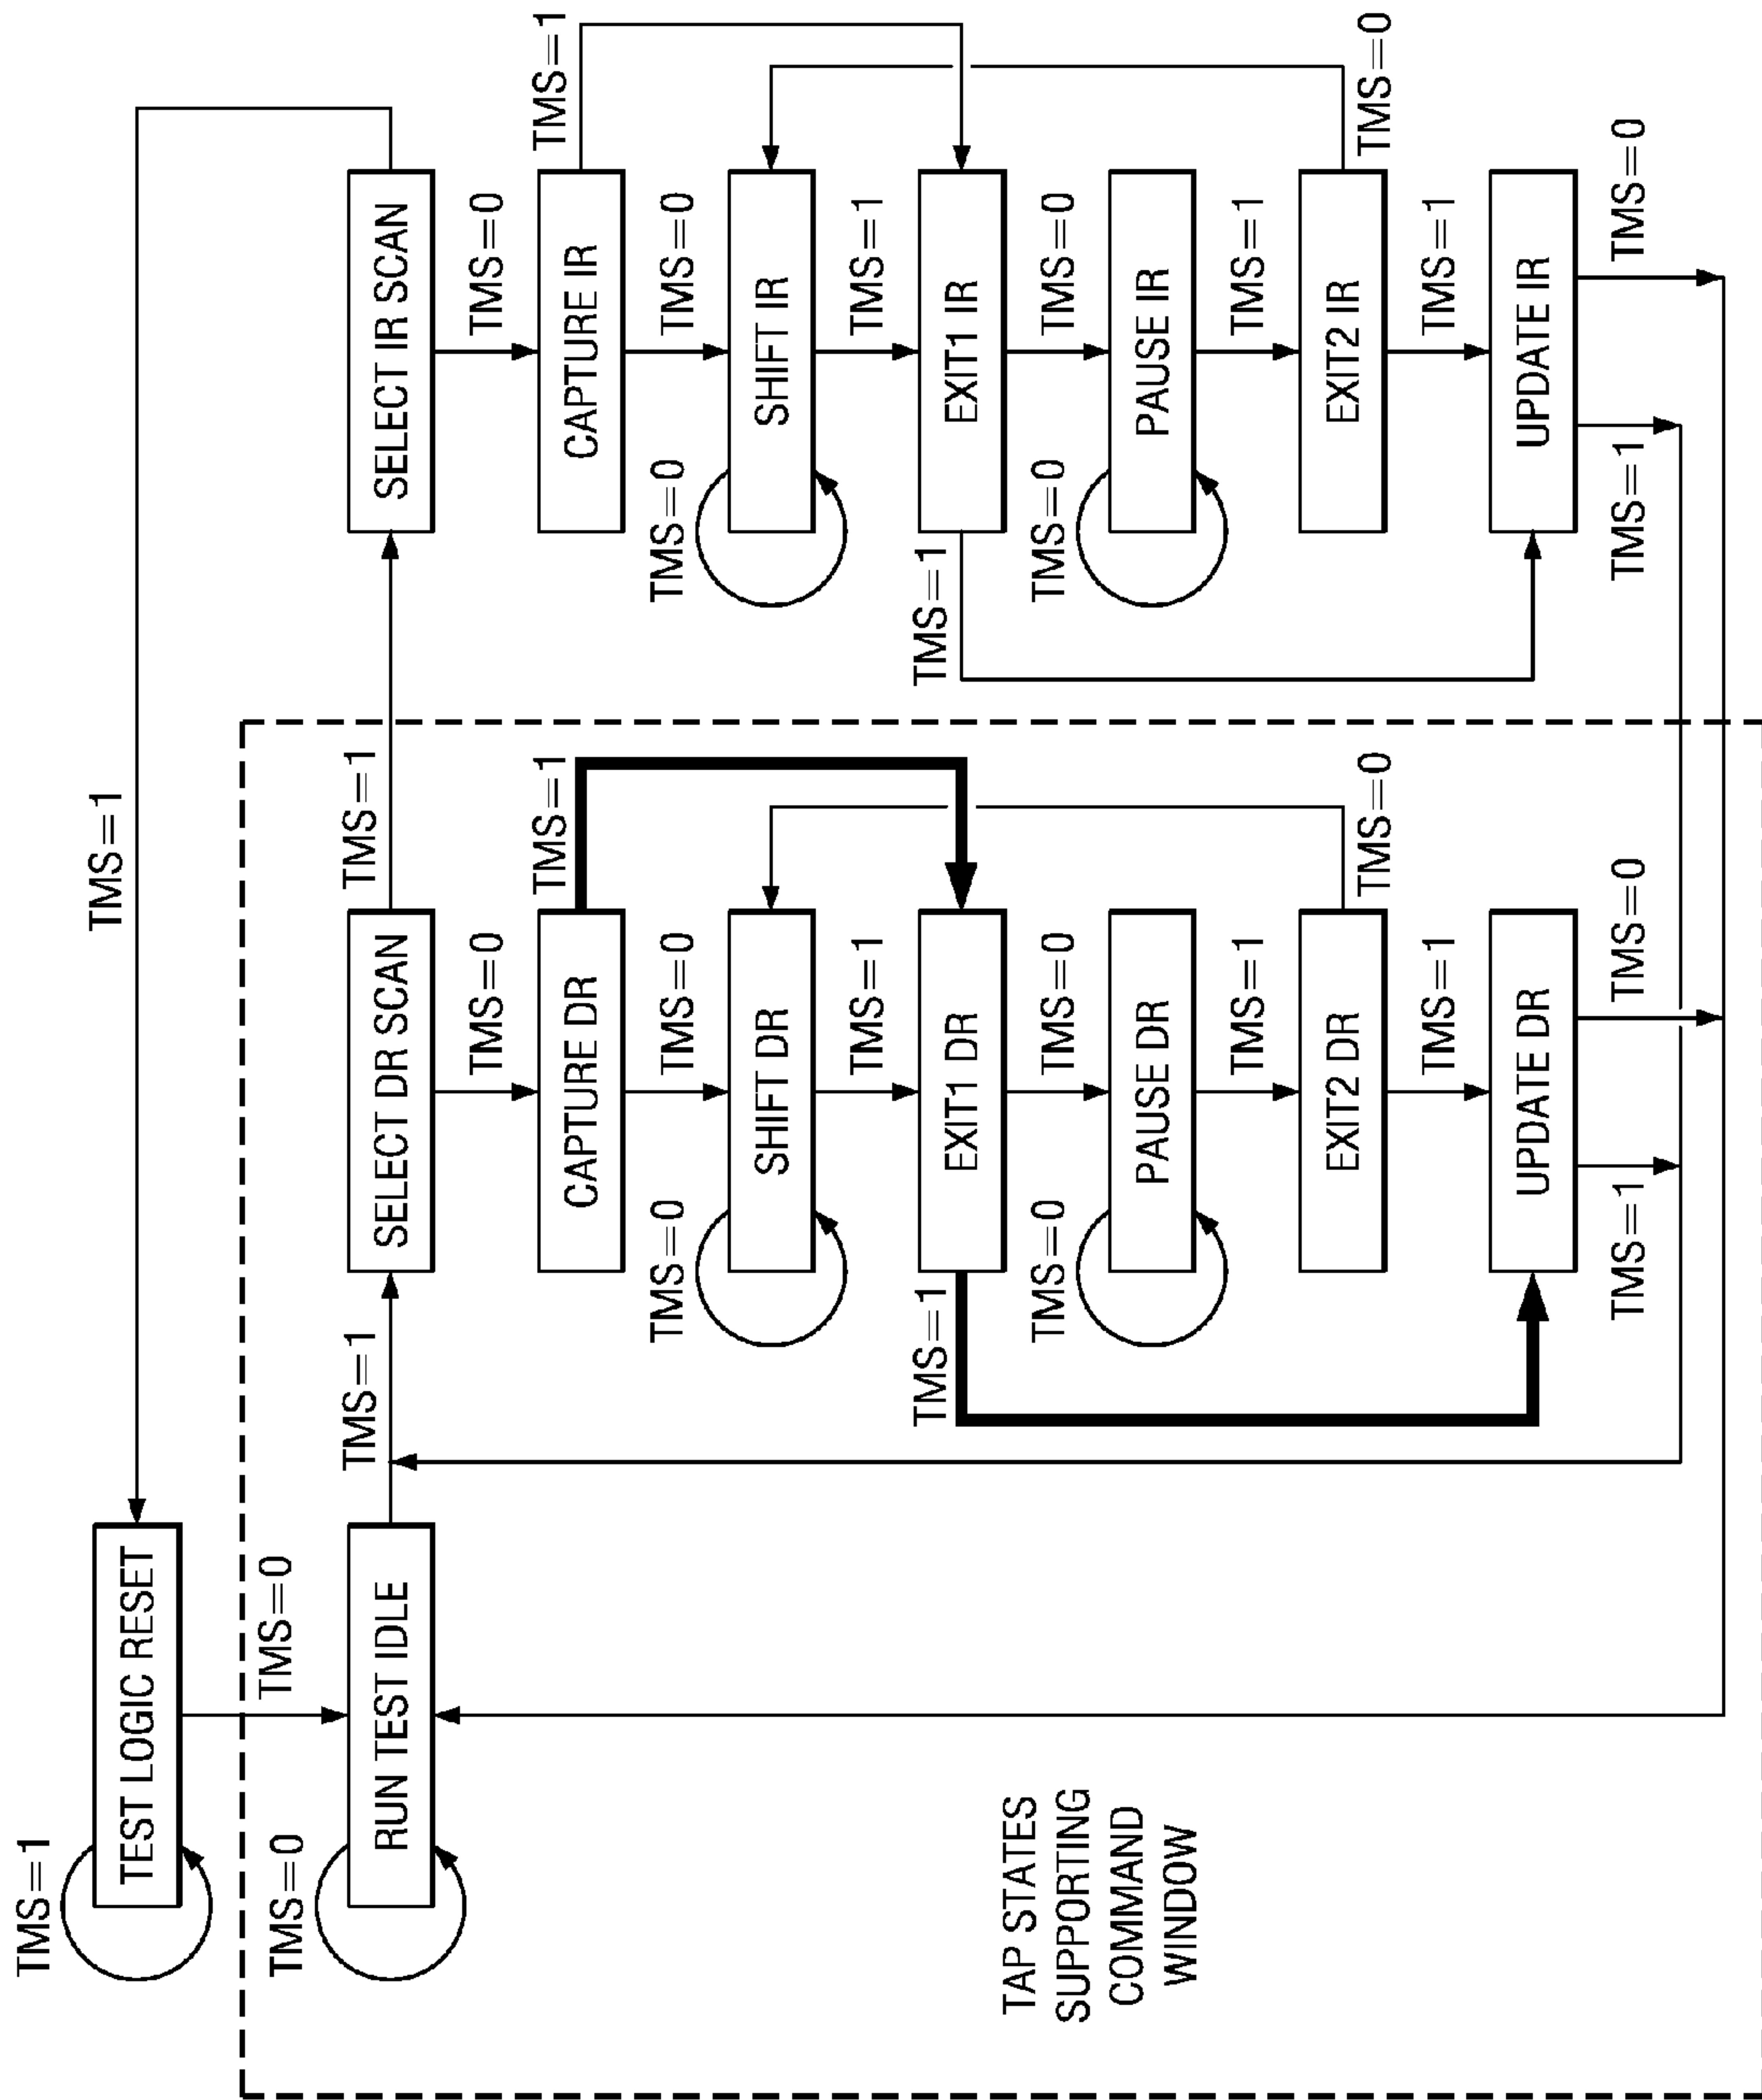 TMS=1
TEST LOGIC RESET
TMS=1
TMS=0
TMS=0
RUN TEST IDLE
TMS=1
SELECT DR SCAN
TMS=1
SELECT IR SCAN
TMS=0
TMS=0
CAPTURE DR
TMS=1
CAPTURE IR
TMS=1
TMS=0
TMS=0
TMS=0
TMS=0
SHIFT DR
SHIFT IR
TMS=1
TMS=1
TMS=1
EXIT1 DR
TMS=1
EXIT1 IR
TMS=0
TMS=0
TMS=0
TMS=0
PAUSE DR
PAUSE IR
TMS=1
TMS=1
EXIT2 DR
TMS=0
EXIT2 IR
TMS=0
TMS=1
TMS=1
UPDATE DR
UPDATE IR
TMS=1
TMS=0
TMS=1
TMS=0
TAP STATES
SUPPORTING
COMMAND
WINDOW